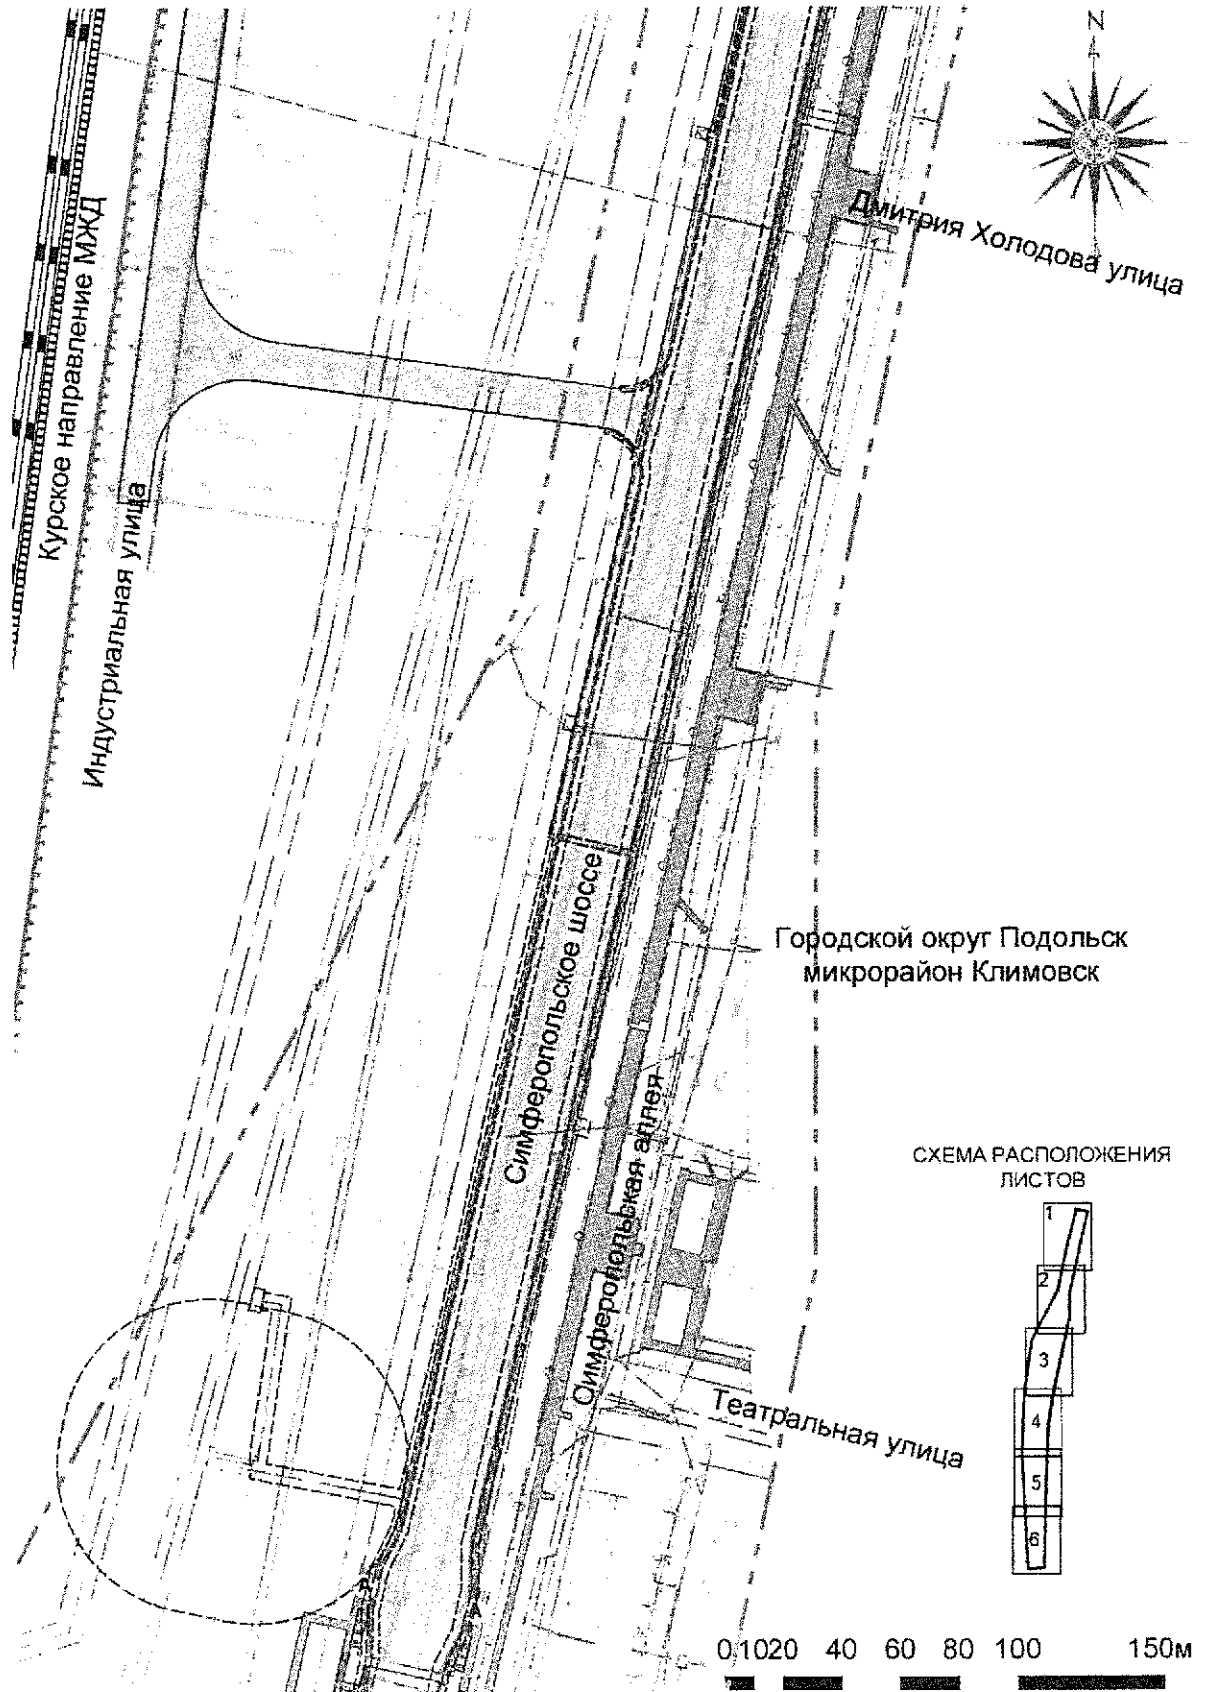 N
Дмитрия Холодова улица
Курское направление МЖД
Индустриальная улица
Симферопольское шоссе
Городской округ Подольск
микрорайон Климовск
Симферопольская аллея
СХЕМА РАСПОЛОЖЕНИЯ
ЛИСТОВ
1
2
3
4
5
6
Театральная улица
0 10 20 40 60 80 100 150м